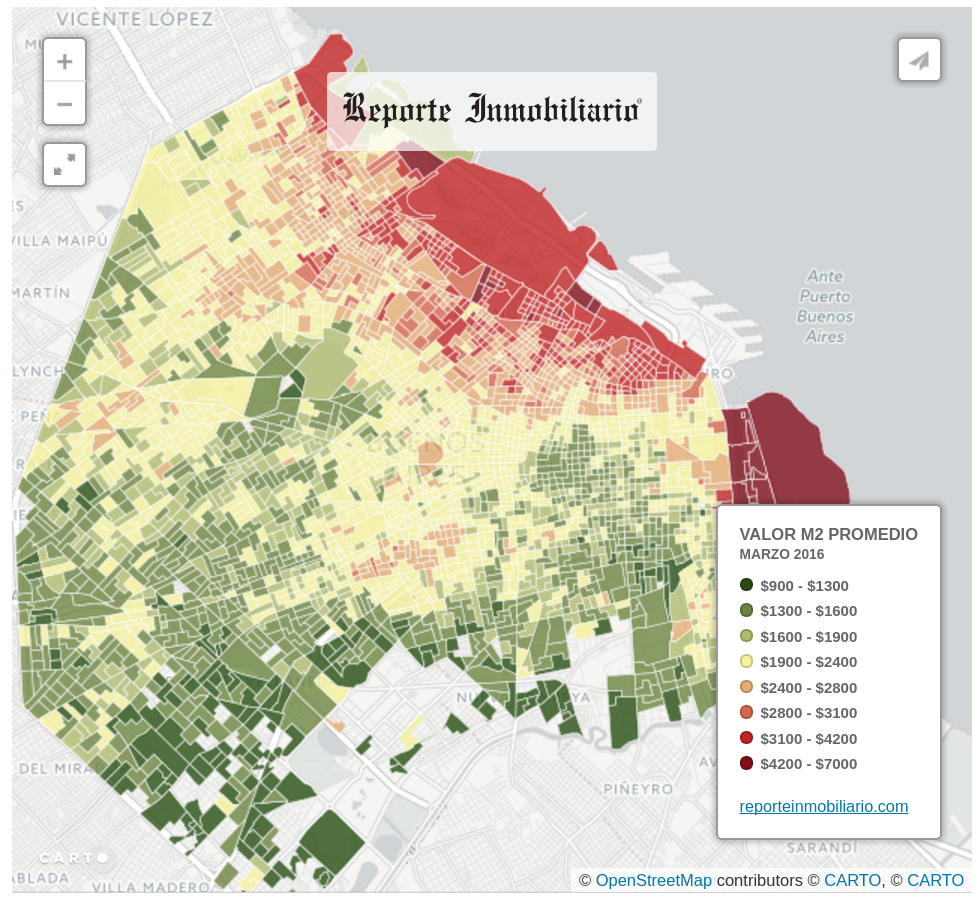 VICENTE LÓPEZ
+
Reporte Inmobiliario®
−
VILLA MAIPÚ
MARTÍN
Ante
Puerto
Buenos
Aires
LYNCH
BUENOS
VALOR M2 PROMEDIO
MARZO 2016
$900 - $1300
$1300 - $1600
$1600 - $1900
$1900 - $2400
$2400 - $2800
$2800 - $3100
$3100 - $4200
$4200 - $7000
reporteinmobiliario.com
DEL MIRA
PIÑEYRO
SARANDÍ
CARTO
ABLADA
VILLA MADERO
© OpenStreetMap contributors © CARTO, © CARTO